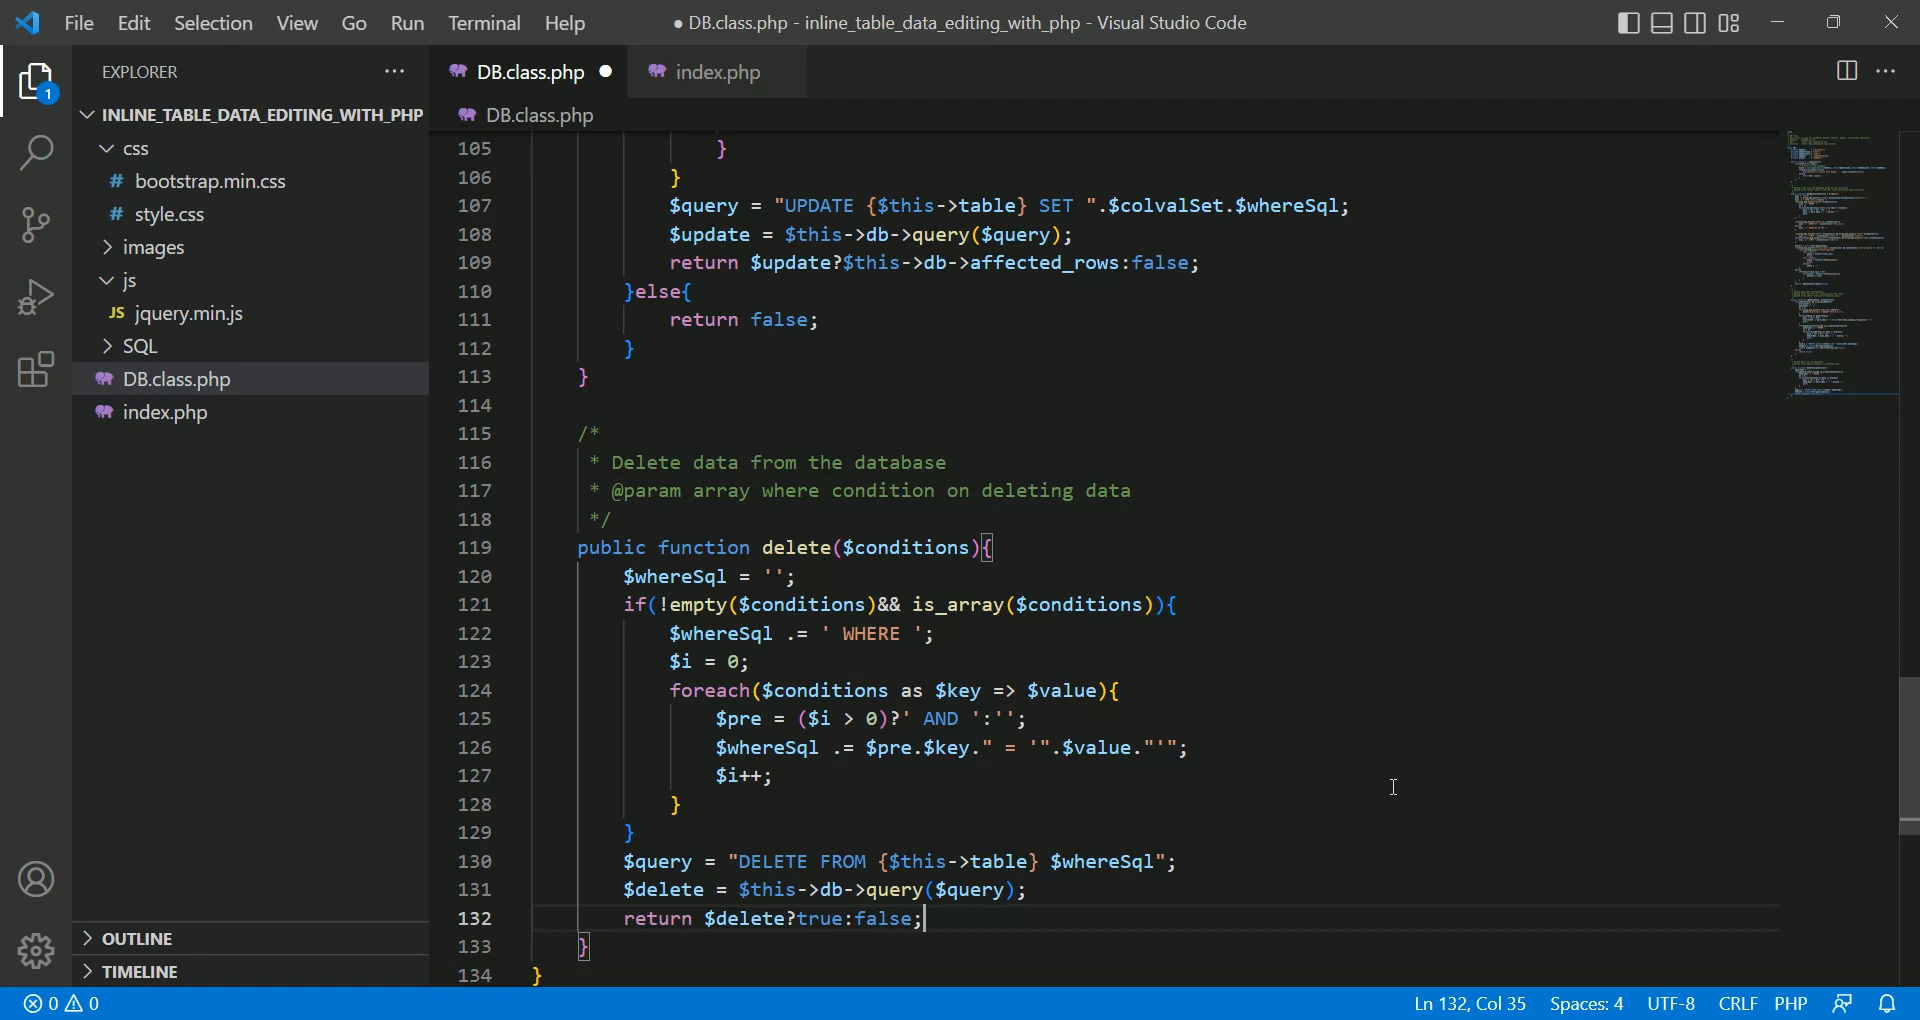 File Edit Selection View Go Run Terminal Help
● DB.class.php - inline_table_data_editing_with_php - Visual Studio Code
EXPLORER
1
INLINE_TABLE_DATA_EDITING_WITH_PHP
css
# bootstrap.min.css
# style.css
images
js
JS jquery.min.js
SQL
DB.class.php
index.php
OUTLINE
TIMELINE
DB.class.php ● index.php
DB.class.php
105 }
106 }
107 $query = "UPDATE {$this->table} SET ".$colvalSet.$whereSql;
108 $update = $this->db->query($query);
109 return $update?$this->db->affected_rows:false;
110 }else{
111 return false;
112 }
113 }
114
115 /*
116 * Delete data from the database
117 * @param array where condition on deleting data
118 */
119 public function delete($conditions){
120 $whereSql = '';
121 if(!empty($conditions)&& is_array($conditions)){
122 $whereSql .= ' WHERE ';
123 $i = 0;
124 foreach($conditions as $key => $value){
125 $pre = ($i > 0)?' AND ':'';
126 $whereSql .= $pre.$key." = '".$value."'";
127 $i++;
128 }
129 }
130 $query = "DELETE FROM {$this->table} $whereSql";
131 $delete = $this->db->query($query);
132 return $delete?true:false;
133 }
134 }
0 0
Ln 132, Col 35 Spaces: 4 UTF-8 CRLF PHP